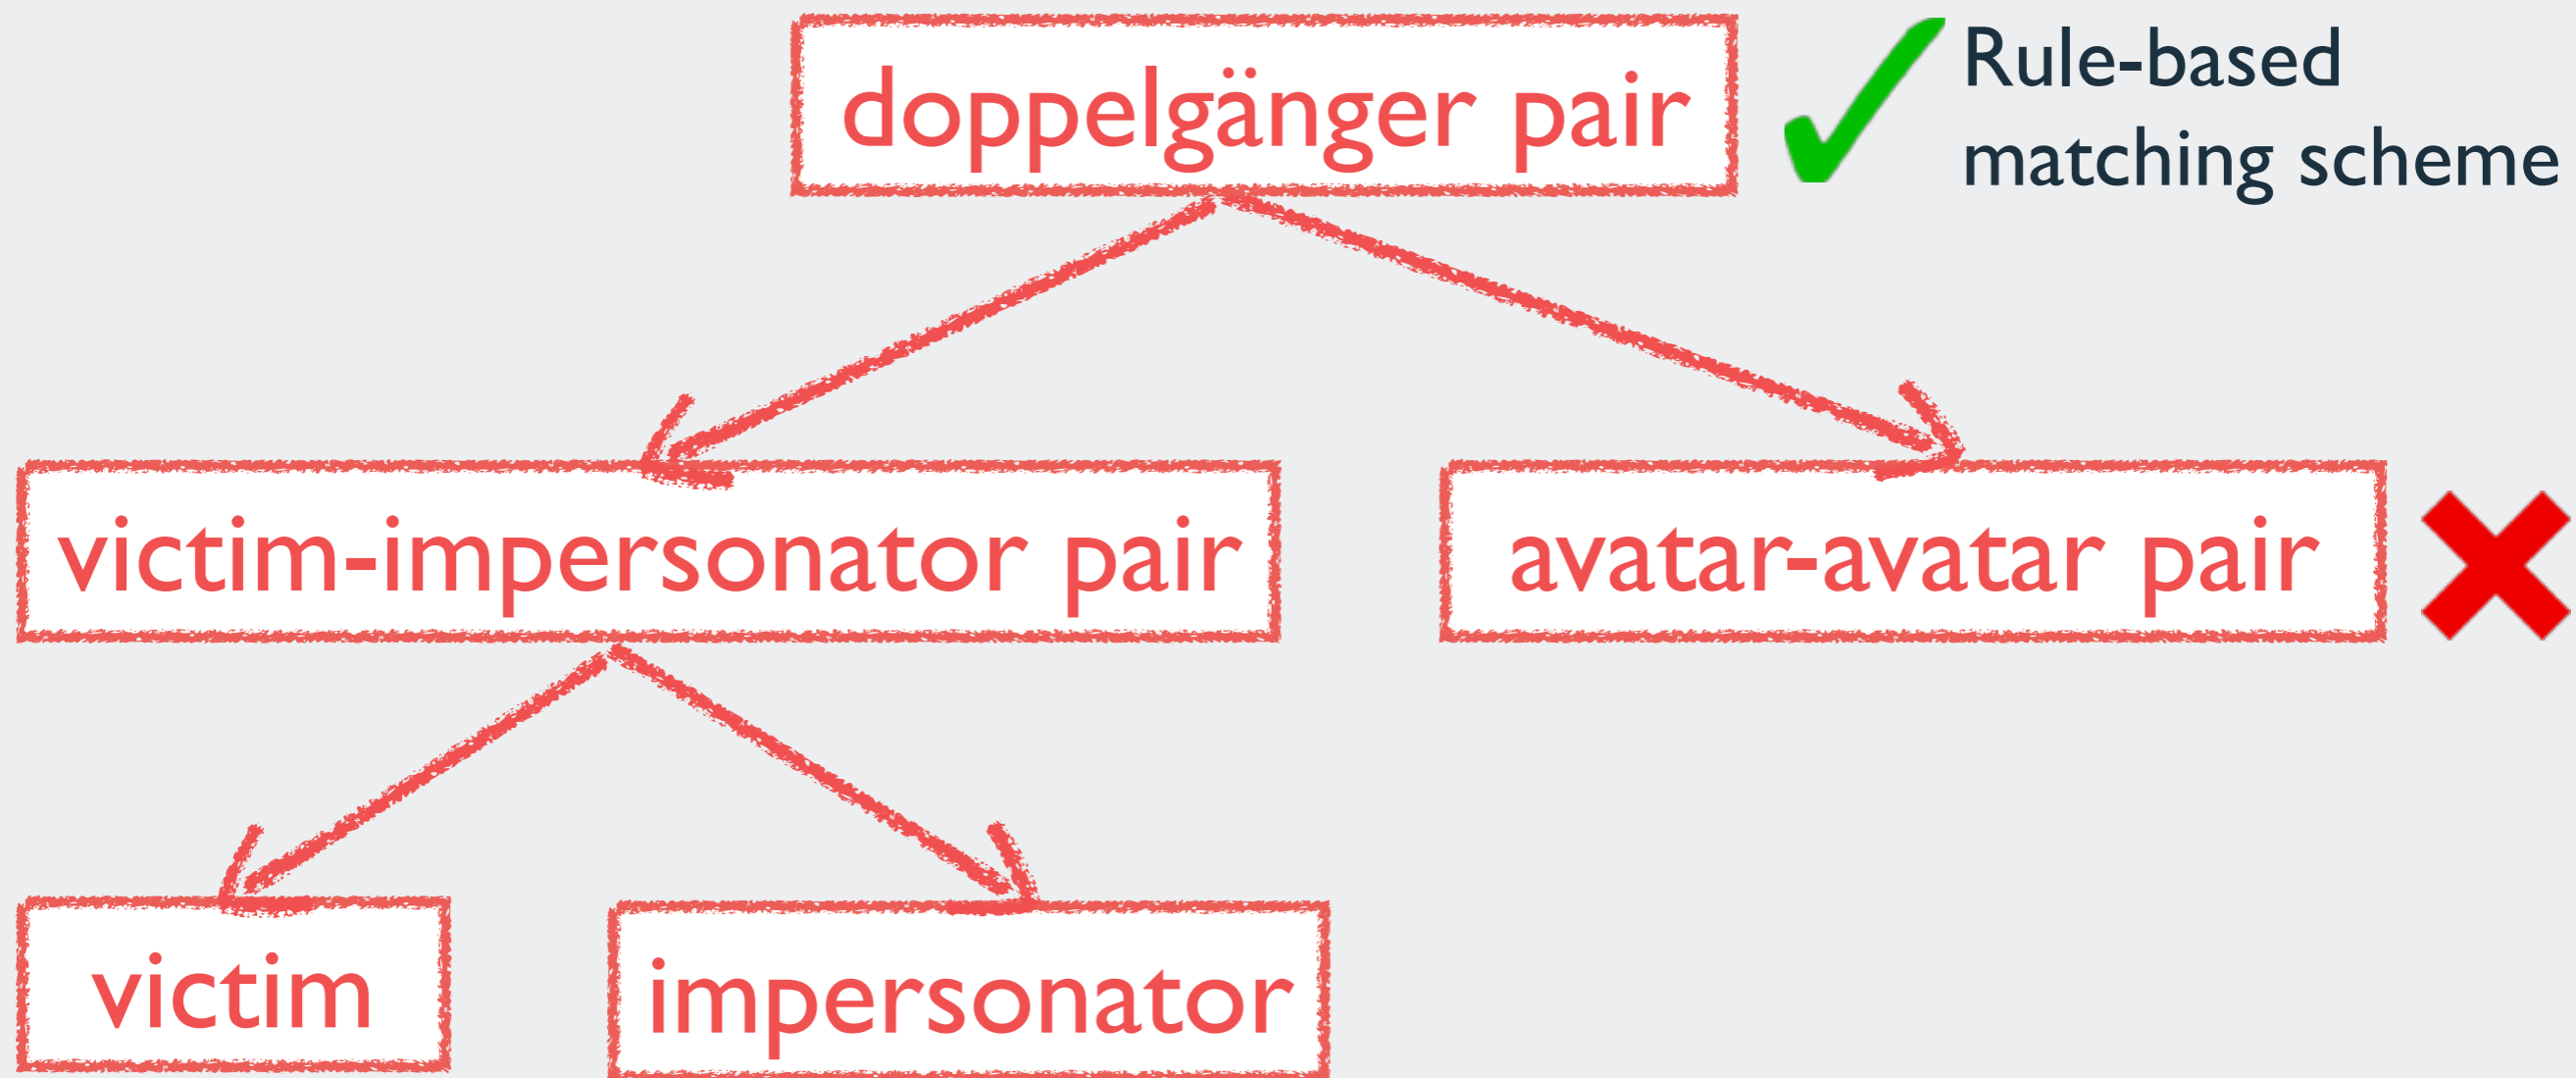 doppelgänger pair
Rule-based
matching scheme
victim-impersonator pair
avatar-avatar pair
victim
impersonator